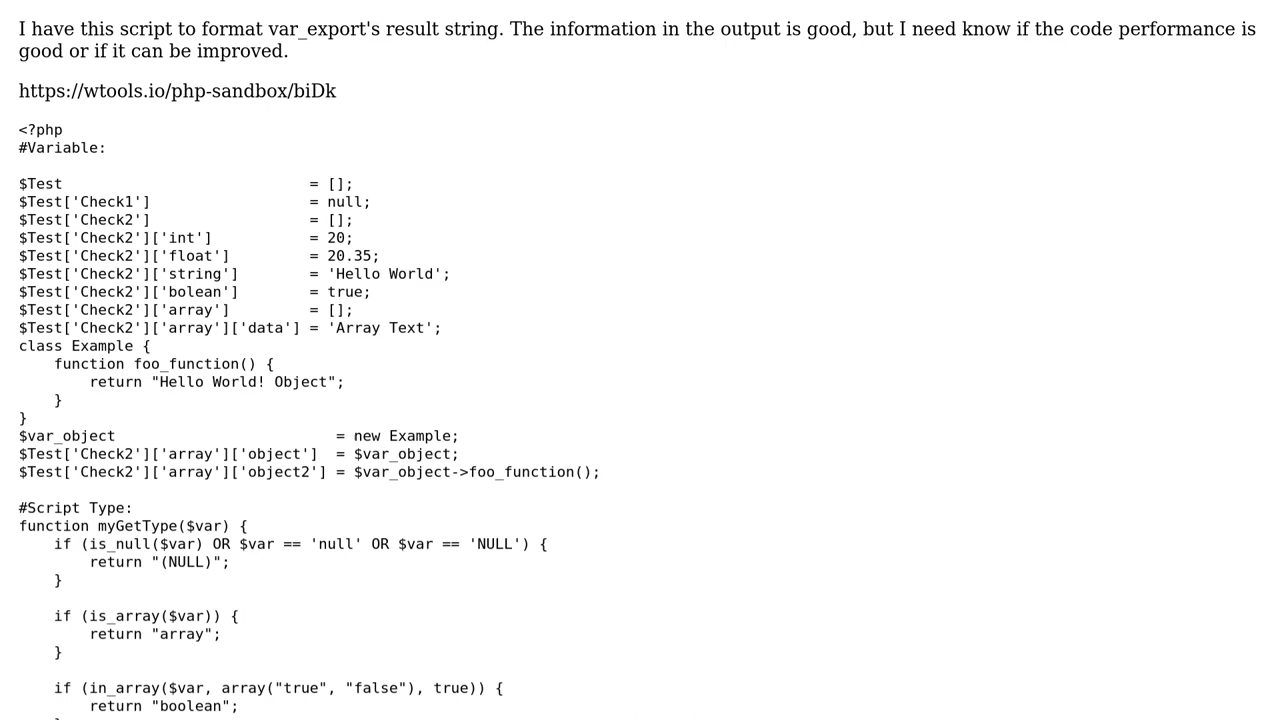 I have this script to format var_export's result string. The information in the output is good, but I need know if the code performance is
good or if it can be improved.
https://wtools.io/php-sandbox/biDk
<?php
#Variable:
$Test                            = [];
$Test['Check1']                  = null;
$Test['Check2']                  = [];
$Test['Check2']['int']           = 20;
$Test['Check2']['float']         = 20.35;
$Test['Check2']['string']        = 'Hello World';
$Test['Check2']['bolean']        = true;
$Test['Check2']['array']         = [];
$Test['Check2']['array']['data'] = 'Array Text';
class Example {
    function foo_function() {
        return "Hello World! Object";
    }
}
$var_object                         = new Example;
$Test['Check2']['array']['object']  = $var_object;
$Test['Check2']['array']['object2'] = $var_object->foo_function();
#Script Type:
function myGetType($var) {
    if (is_null($var) OR $var == 'null' OR $var == 'NULL') {
        return "(NULL)";
    }
    if (is_array($var)) {
        return "array";
    }
    if (in_array($var, array("true", "false"), true)) {
        return "boolean";